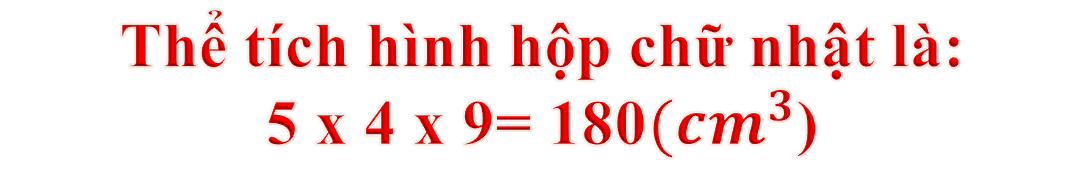 Thể tích hình hộp chữ nhật là:
5 x 4 x 9= 180(cm³)